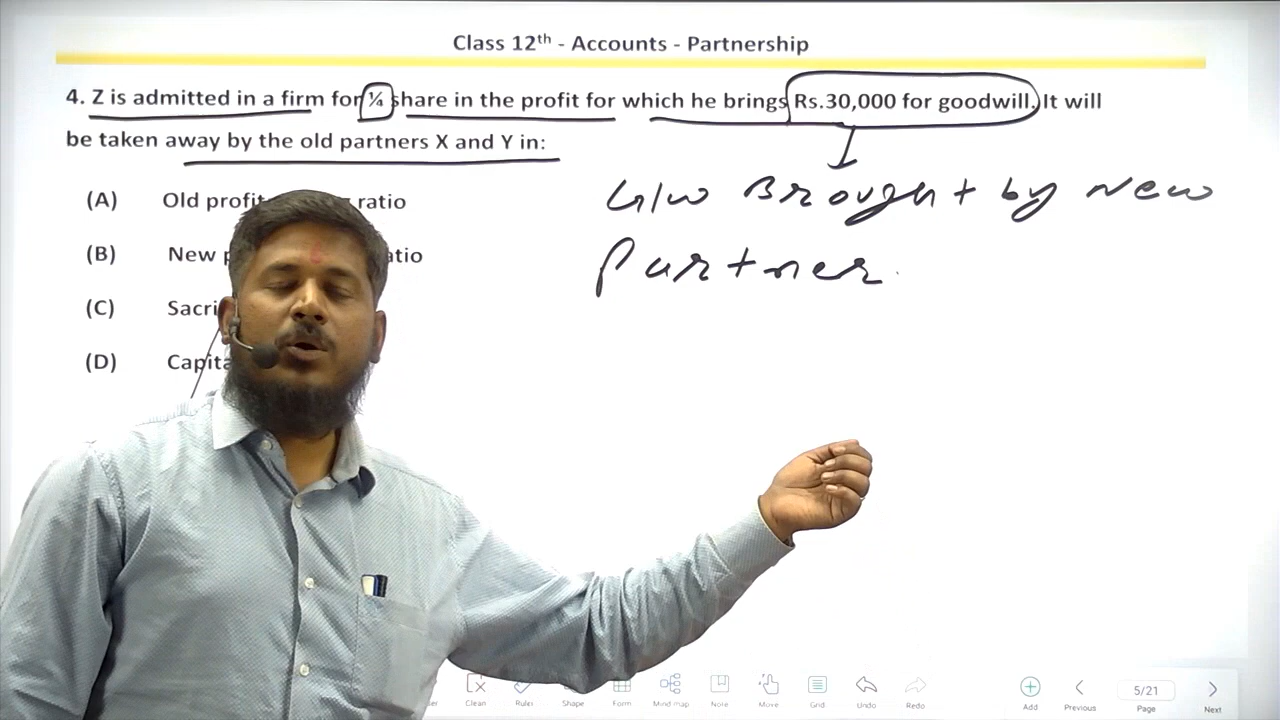 Class 12th - Accounts - Partnership
4. Z is admitted in a firm for ¼ share in the profit for which he brings Rs.30,000 for goodwill. It will
be taken away by the old partners X and Y in:
(A) Old profit ratio
(B) New
(C)
(D)
G/w Brought by New
Partner.
Clean Ruler Shape Form Mind map Note Move Grid Undo Redo Add Previous 5/21 Page Next